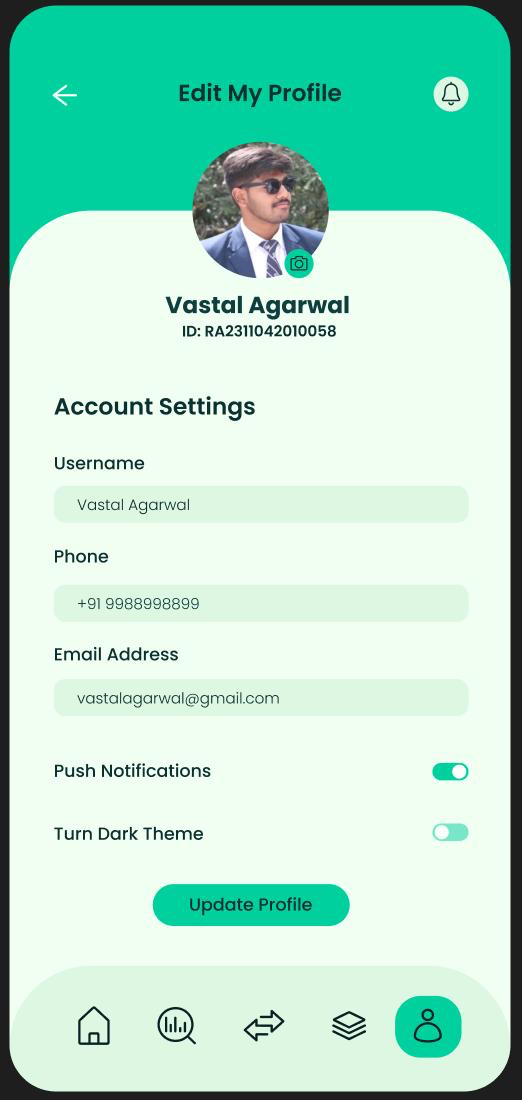 Edit My Profile
Vastal Agarwal
ID: RA2311042010058
Account Settings
Username
Vastal Agarwal
Phone
+91 9988998899
Email Address
vastalagarwal@gmail.com
Push Notifications
Turn Dark Theme
Update Profile